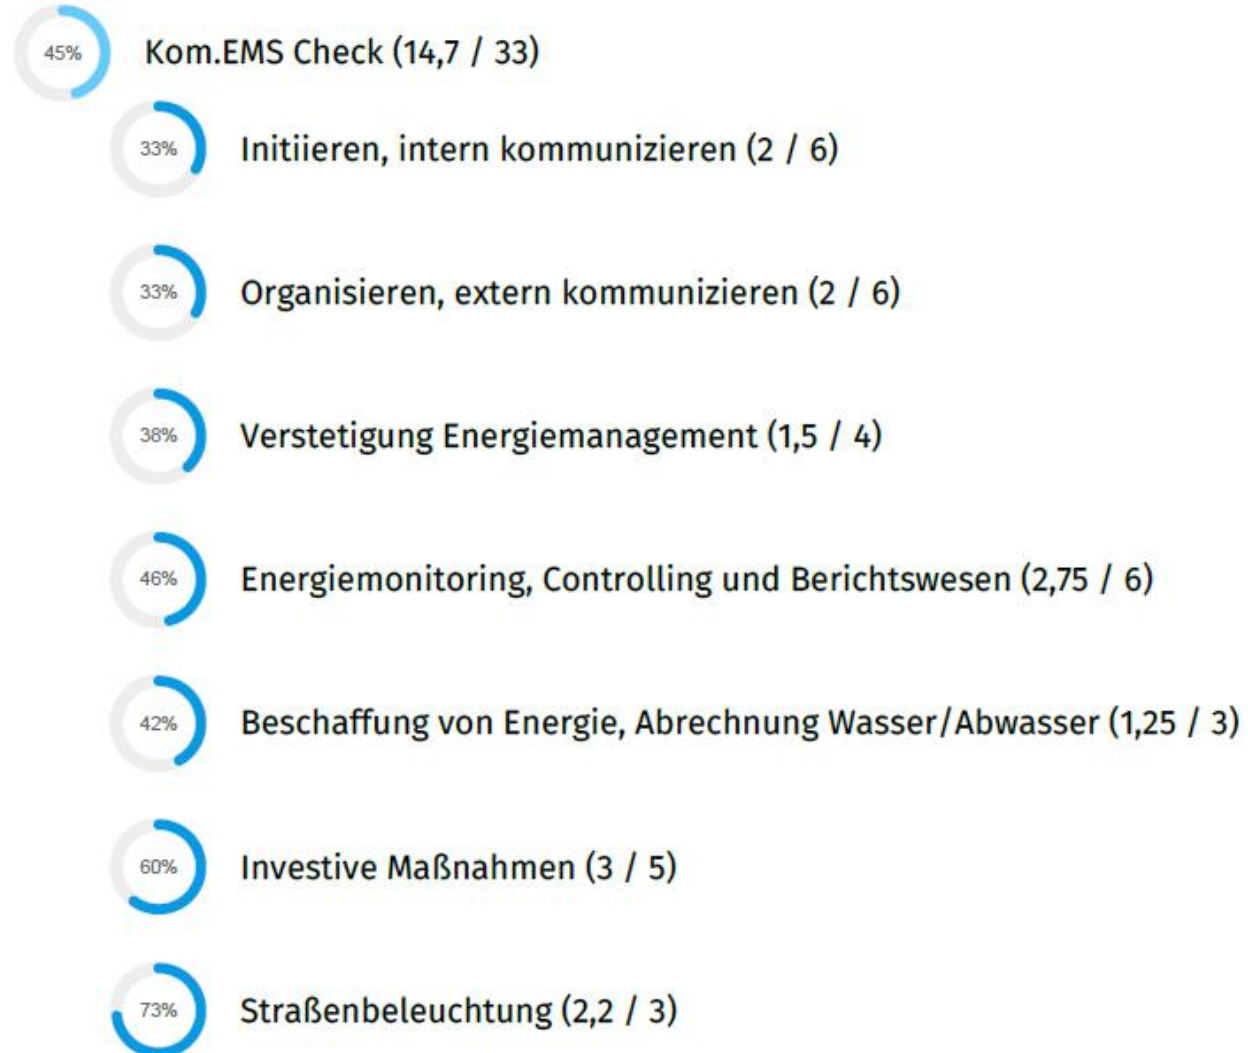 45% Kom.EMS Check (14,7 / 33)
33% Initiieren, intern kommunizieren (2 / 6)
33% Organisieren, extern kommunizieren (2 / 6)
38% Verstetigung Energiemanagement (1,5 / 4)
46% Energiemonitoring, Controlling und Berichtswesen (2,75 / 6)
42% Beschaffung von Energie, Abrechnung Wasser/Abwasser (1,25 / 3)
60% Investive Maßnahmen (3 / 5)
73% Straßenbeleuchtung (2,2 / 3)